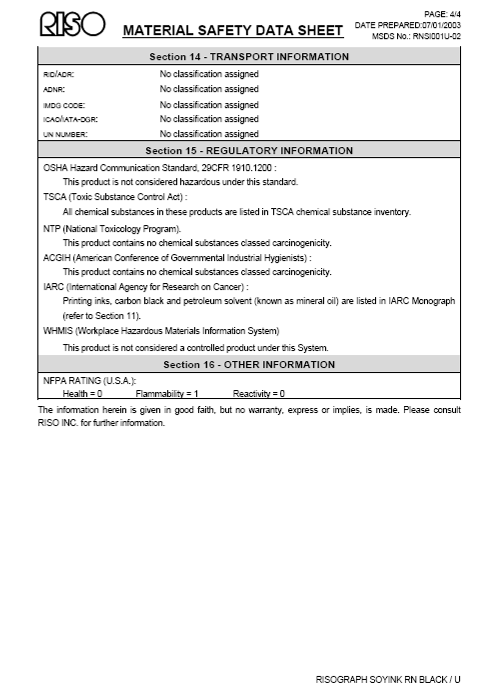 RISO
MATERIAL SAFETY DATA SHEET
PAGE: 4/4
DATE PREPARED:07/01/2003
MSDS No.: RNSI001U-02
Section 14 - TRANSPORT INFORMATION
RID/ADR: No classification assigned
ADNR: No classification assigned
IMDG CODE: No classification assigned
ICAO/IATA-DGR: No classification assigned
UN NUMBER: No classification assigned
Section 15 - REGULATORY INFORMATION
OSHA Hazard Communication Standard, 29CFR 1910.1200 :
This product is not considered hazardous under this standard.
TSCA (Toxic Substance Control Act) :
All chemical substances in these products are listed in TSCA chemical substance inventory.
NTP (National Toxicology Program).
This product contains no chemical substances classed carcinogenicity.
ACGIH (American Conference of Governmental Industrial Hygienists) :
This product contains no chemical substances classed carcinogenicity.
IARC (International Agency for Research on Cancer) :
Printing inks, carbon black and petroleum solvent (known as mineral oil) are listed in IARC Monograph
(refer to Section 11).
WHMIS (Workplace Hazardous Materials Information System)
This product is not considered a controlled product under this System.
Section 16 - OTHER INFORMATION
NFPA RATING (U.S.A.):
Health = 0 Flammability = 1 Reactivity = 0
The information herein is given in good faith, but no warranty, express or implies, is made. Please consult
RISO INC. for further information.
RISOGRAPH SOYINK RN BLACK / U